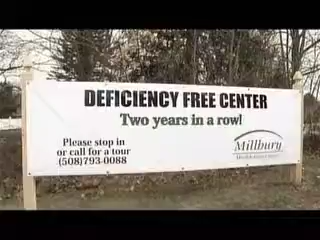 DEFICIENCY FREE CENTER
Two years in a row!
Please stop in
or call for a tour
(508)793-0088
Millbury